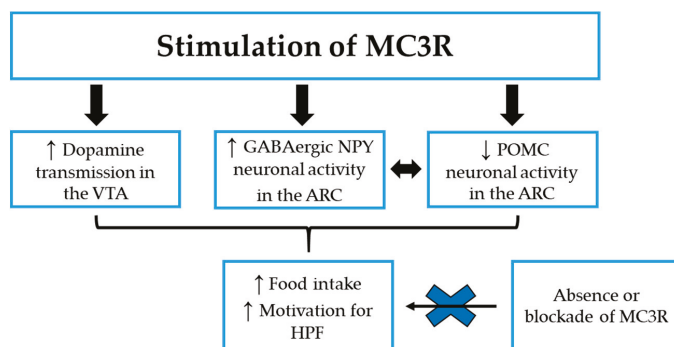 Stimulation of MC3R
↑ Dopamine
transmission in
the VTA
↑ GABAergic NPY
neuronal activity
in the ARC
↓ POMC
neuronal activity
in the ARC
↑ Food intake
↑ Motivation for
HPF
Absence or
blockade of MC3R